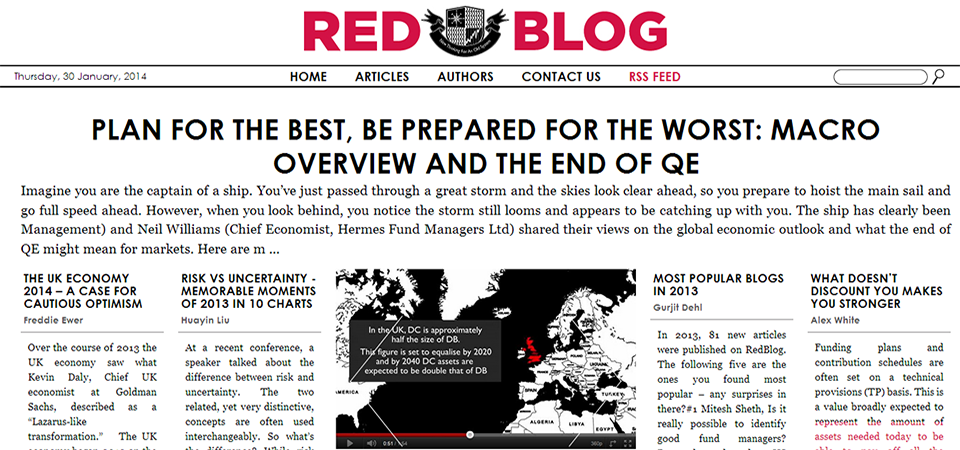 RED BLOG
New Thinking For An Old System
Thursday, 30 January, 2014
HOME ARTICLES AUTHORS CONTACT US RSS FEED
PLAN FOR THE BEST, BE PREPARED FOR THE WORST: MACRO
OVERVIEW AND THE END OF QE
Imagine you are the captain of a ship. You've just passed through a great storm and the skies look clear ahead, so you prepare to hoist the main sail and
go full speed ahead. However, when you look behind, you notice the storm still looms and appears to be catching up with you. The ship has clearly been
Management) and Neil Williams (Chief Economist, Hermes Fund Managers Ltd) shared their views on the global economic outlook and what the end of
QE might mean for markets. Here are m ...
THE UK ECONOMY
2014 – A CASE FOR
CAUTIOUS OPTIMISM
Freddie Ewer
Over the course of 2013 the
UK economy saw what
Kevin Daly, Chief UK
economist at Goldman
Sachs, described as a
“Lazarus-like
transformation.” The UK
RISK VS UNCERTAINTY -
MEMORABLE MOMENTS
OF 2013 IN 10 CHARTS
Huayin Liu
At a recent conference, a
speaker talked about the
difference between risk and
uncertainty. The two
related, yet very distinctive,
concepts are often used
interchangeably. So what's
In the UK, DC is approximately
half the size of DB.
This figure is set to equalise by 2020
and by 2040 DC assets are
expected to be double that of DB
AMERICA
SPAIN
ALGERIA
LIBYA
EGYPT
TURKEY
POLAND
UKRAINE
0:51
360p
MOST POPULAR BLOGS
IN 2013
Gurjit Dehl
In 2013, 81 new articles
were published on RedBlog.
The following five are the
ones you found most
popular – any surprises in
there?#1 Mitesh Sheth, Is it
really possible to identify
good fund managers?
WHAT DOESN'T
DISCOUNT YOU MAKES
YOU STRONGER
Alex White
Funding plans and
contribution schedules are
often set on a technical
provisions (TP) basis. This is
a value broadly expected to
represent the amount of
assets needed today to be